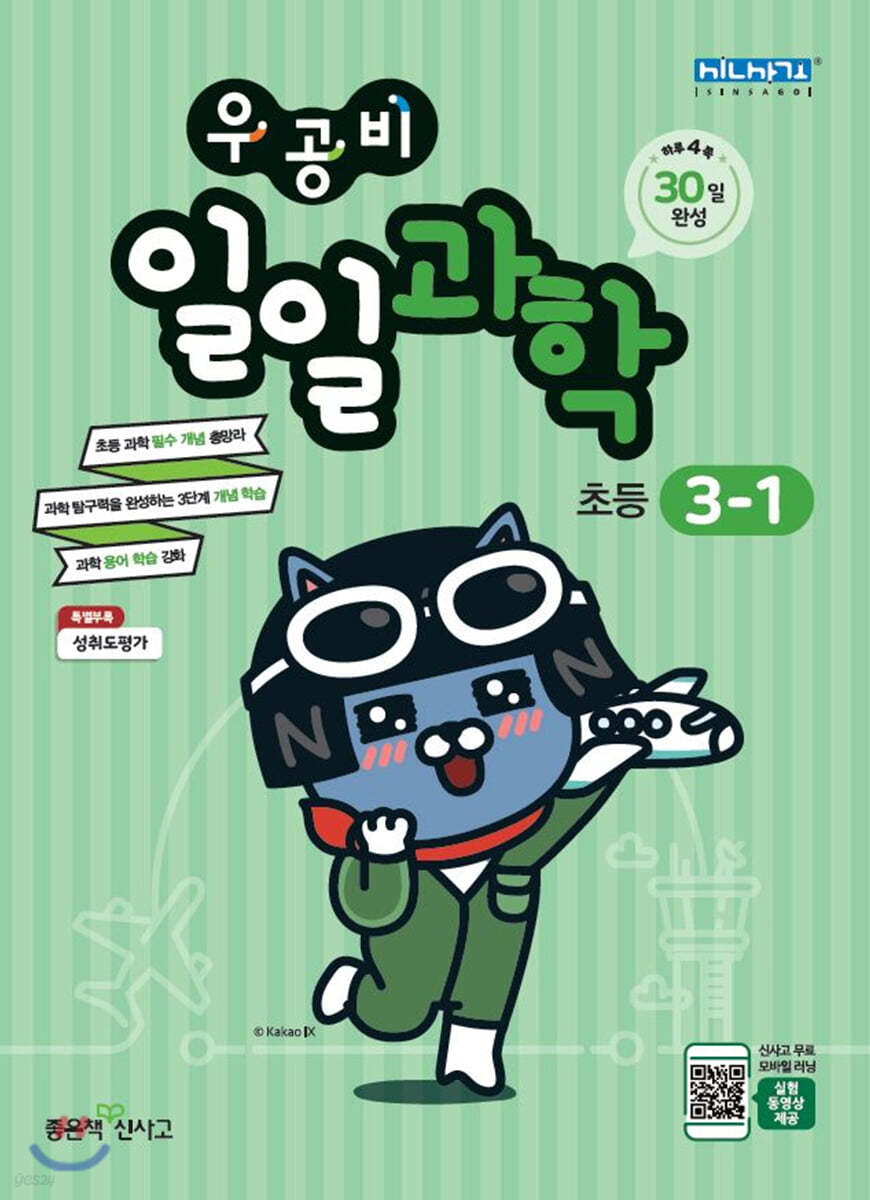 신사고®
SINSAGO
우공비
하루 4쪽
30일
완성
일일과학
초등 과학 필수 개념 총망라
과학 탐구력을 완성하는 3단계 개념 학습
과학 용어 학습 강화
초등 3-1
특별부록
성취도평가
N N
© Kakao IX
신사고 무료
모바일 러닝
실험
동영상
제공
좋은책 신사고
yes24